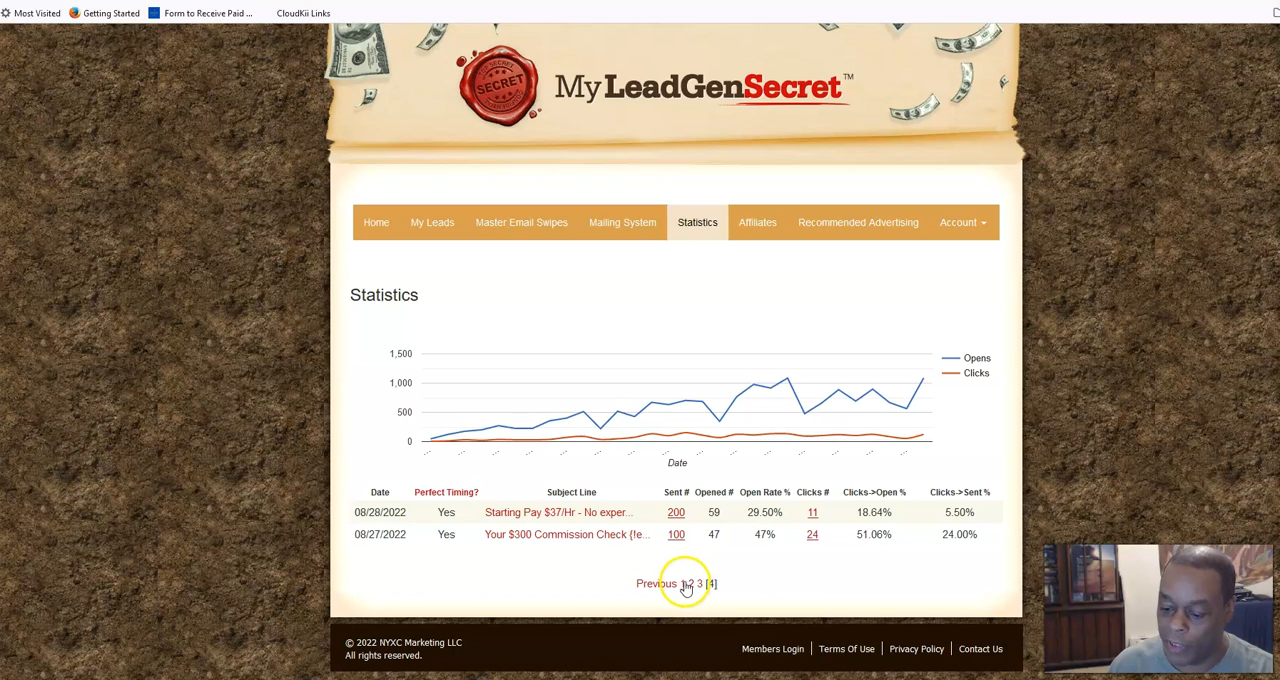 Most Visited Getting Started Form to Receive Paid ... CloudKii Links
SECRET
MyLeadGenSecret™
Home My Leads Master Email Swipes Mailing System Statistics Affiliates Recommended Advertising Account
Statistics
1,500
1,000
500
0
Opens
Clicks
Date
Date Perfect Timing? Subject Line Sent # Opened # Open Rate % Clicks # Clicks->Open % Clicks->Sent %
08/28/2022 Yes Starting Pay $37/Hr - No exper... 200 59 29.50% 11 18.64% 5.50%
08/27/2022 Yes Your $300 Commission Check {!e... 100 47 47% 24 51.06% 24.00%
Previous 1 2 3 [4]
© 2022 NYXC Marketing LLC
All rights reserved.
Members Login Terms Of Use Privacy Policy Contact Us